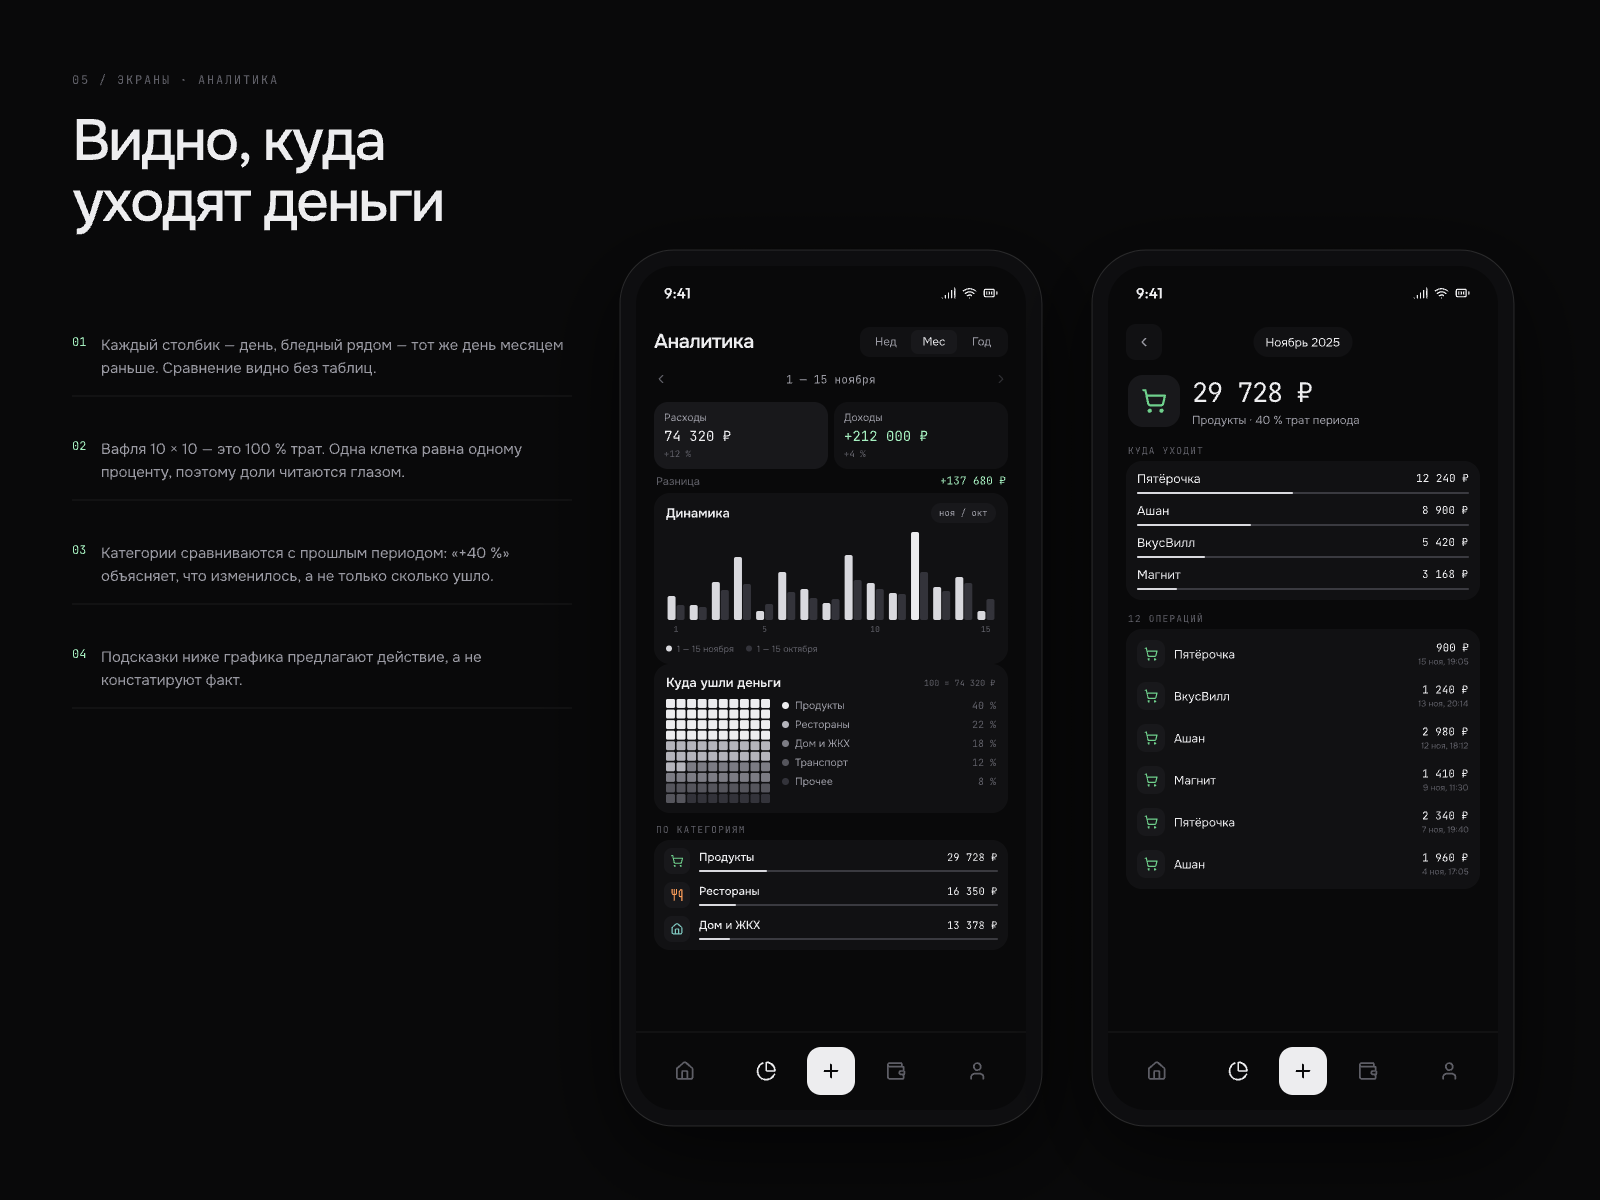 05 / ЭКРАНЫ · АНАЛИТИКА
Видно, куда
уходят деньги
01 Каждый столбик — день, бледный рядом — тот же день месяцем
раньше. Сравнение видно без таблиц.
02 Вафля 10 × 10 — это 100 % трат. Одна клетка равна одному
проценту, поэтому доли читаются глазом.
03 Категории сравниваются с прошлым периодом: «+40 %»
объясняет, что изменилось, а не только сколько ушло.
04 Подсказки ниже графика предлагают действие, а не
констатируют факт.
9:41
Аналитика
Нед Мес Год
1 — 15 ноября
Расходы
74 320 ₽
+12 %
Доходы
+212 000 ₽
+4 %
Разница +137 680 ₽
Динамика ноя / окт
1 5 10 15
1 — 15 ноября 1 — 15 октября
Куда ушли деньги 100 = 74 320 ₽
Продукты 40 %
Рестораны 22 %
Дом и ЖКХ 18 %
Транспорт 12 %
Прочее 8 %
ПО КАТЕГОРИЯМ
Продукты 29 728 ₽
Рестораны 16 350 ₽
Дом и ЖКХ 13 378 ₽
9:41
Ноябрь 2025
29 728 ₽
Продукты · 40 % трат периода
КУДА УХОДИТ
Пятёрочка 12 240 ₽
Ашан 8 900 ₽
ВкусВилл 5 420 ₽
Магнит 3 168 ₽
12 ОПЕРАЦИЙ
Пятёрочка 900 ₽
15 ноя, 19:05
ВкусВилл 1 240 ₽
13 ноя, 20:14
Ашан 2 980 ₽
12 ноя, 18:12
Магнит 1 410 ₽
9 ноя, 11:30
Пятёрочка 2 340 ₽
7 ноя, 19:40
Ашан 1 960 ₽
4 ноя, 17:05